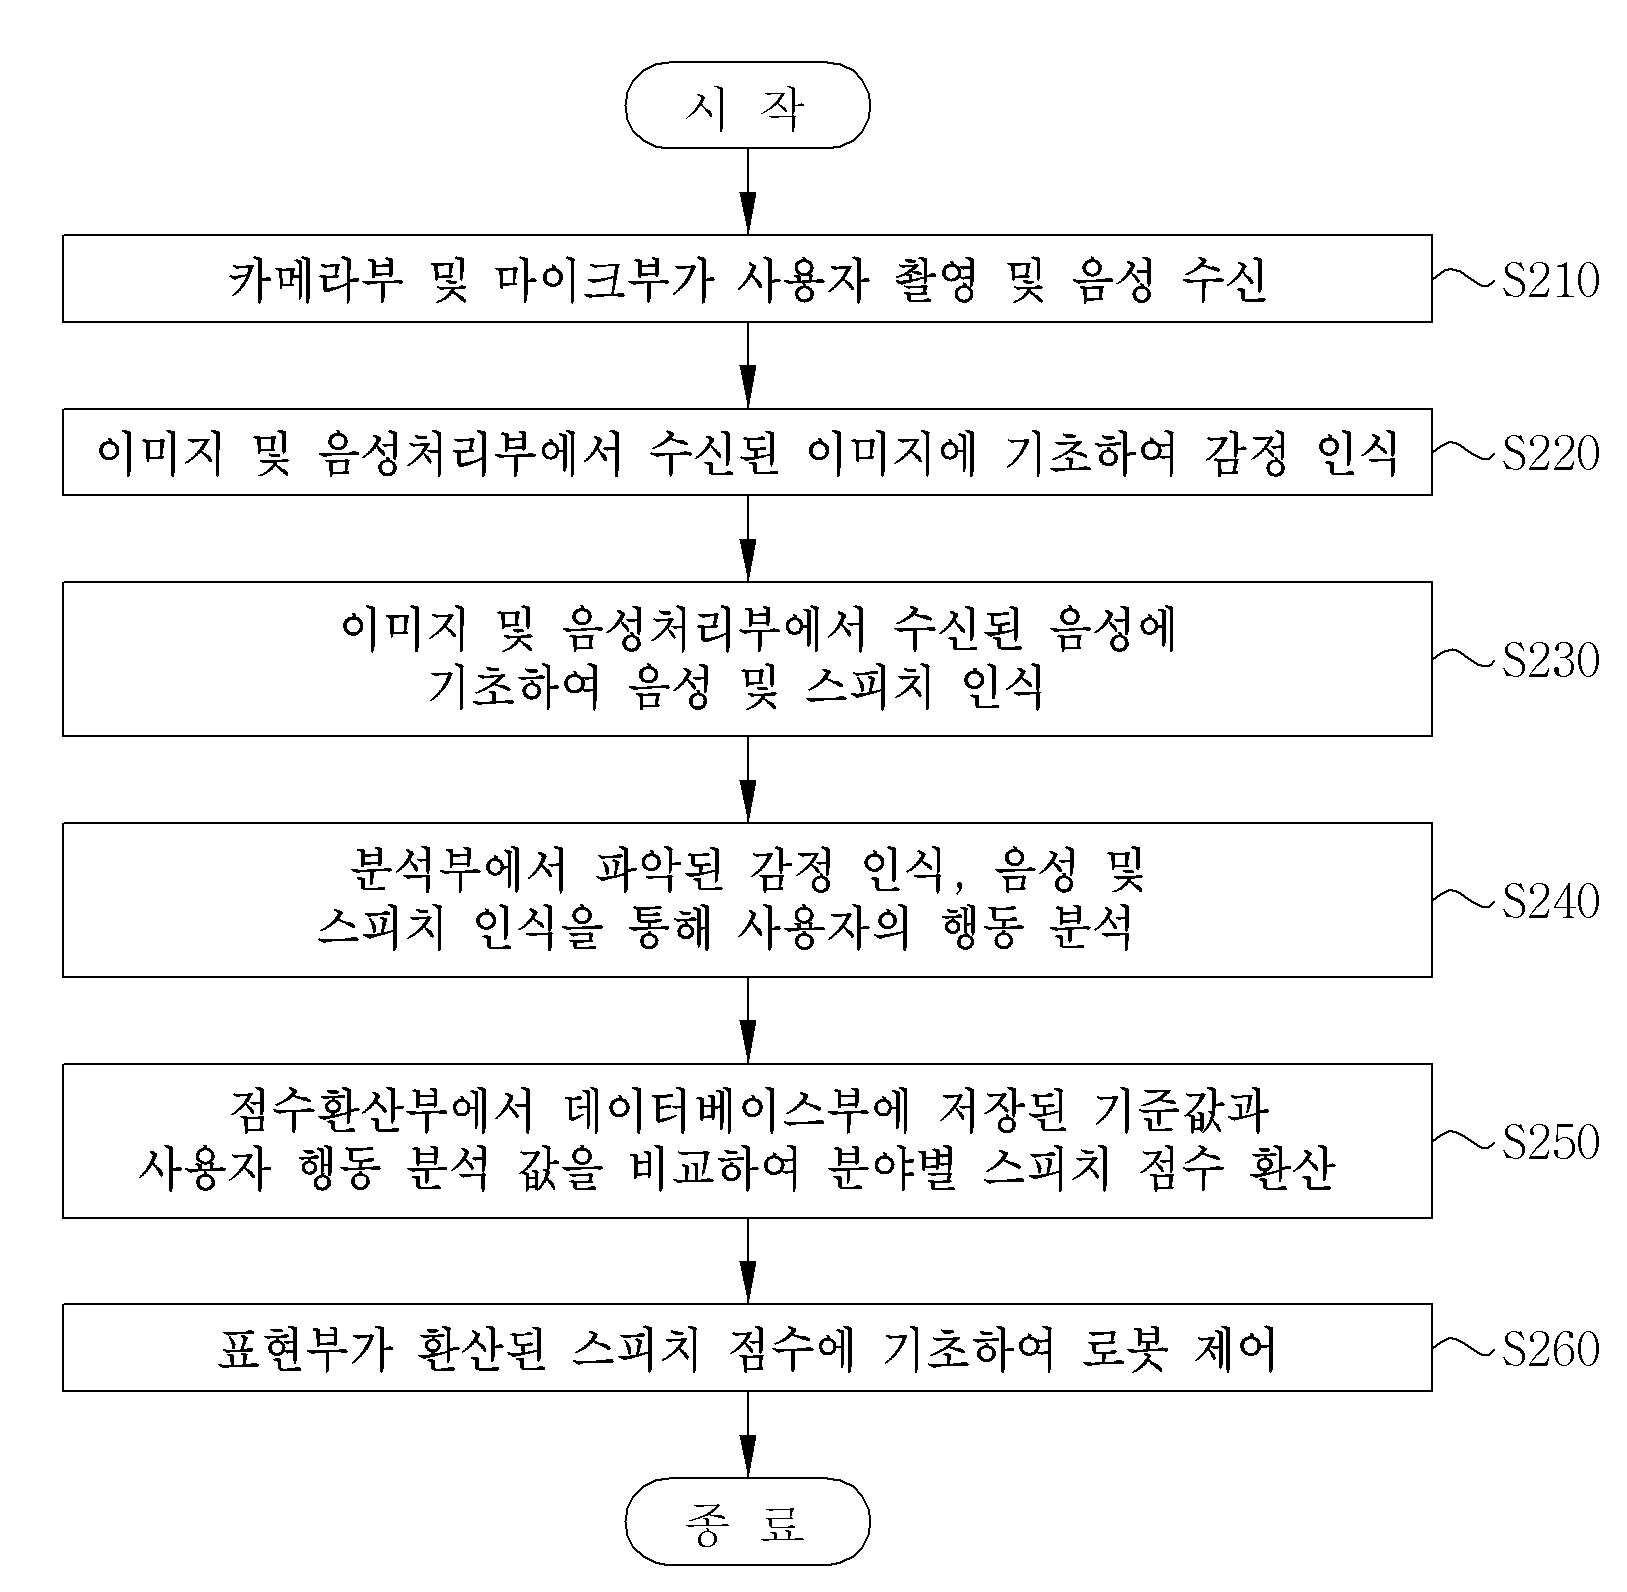 시 작
카메라부 및 마이크부가 사용자 촬영 및 음성 수신
S210
이미지 및 음성처리부에서 수신된 이미지에 기초하여 감정 인식
S220
이미지 및 음성처리부에서 수신된 음성에
기초하여 음성 및 스피치 인식
S230
분석부에서 파악된 감정 인식, 음성 및
스피치 인식을 통해 사용자의 행동 분석
S240
점수환산부에서 데이터베이스부에 저장된 기준값과
사용자 행동 분석 값을 비교하여 분야별 스피치 점수 환산
S250
표현부가 환산된 스피치 점수에 기초하여 로봇 제어
S260
종 료